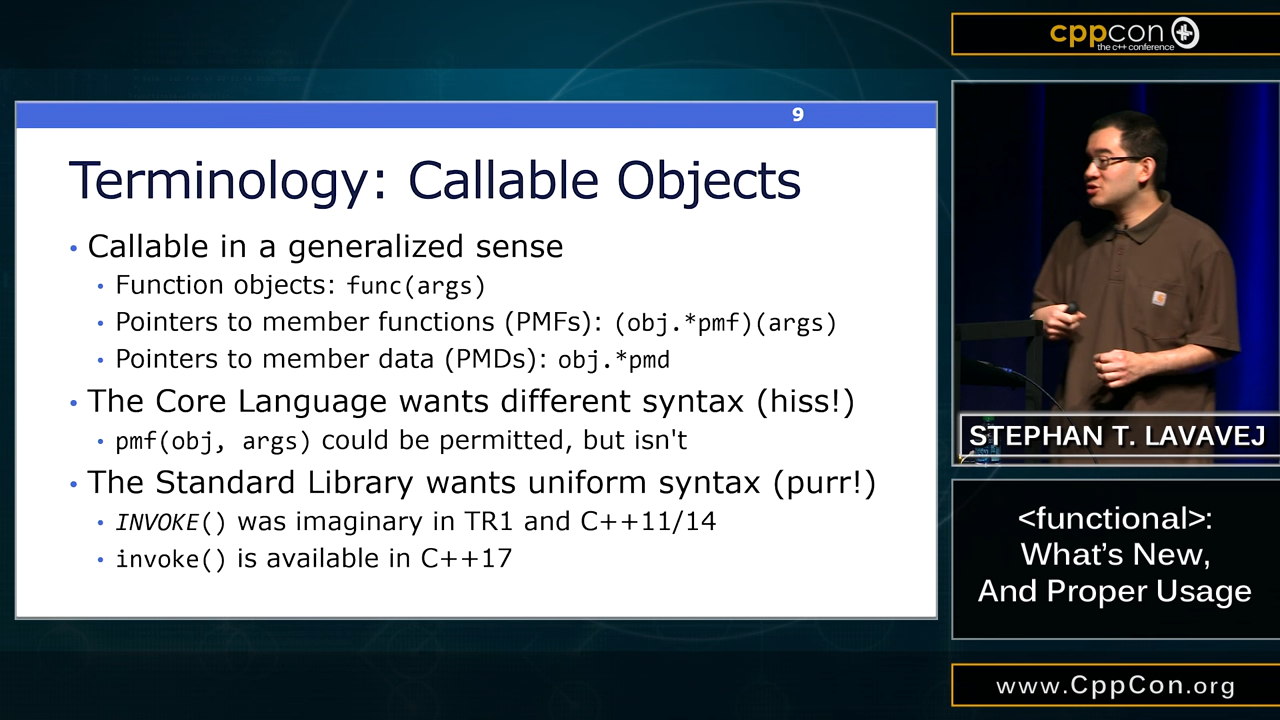 cppcon
the c++ conference
9
Terminology: Callable Objects
• Callable in a generalized sense
• Function objects: func(args)
• Pointers to member functions (PMFs): (obj.*pmf)(args)
• Pointers to member data (PMDs): obj.*pmd
• The Core Language wants different syntax (hiss!)
• pmf(obj, args) could be permitted, but isn't
• The Standard Library wants uniform syntax (purr!)
• INVOKE() was imaginary in TR1 and C++11/14
• invoke() is available in C++17
STEPHAN T. LAVAVEJ
<functional>:
What's New,
And Proper Usage
www.CppCon.org